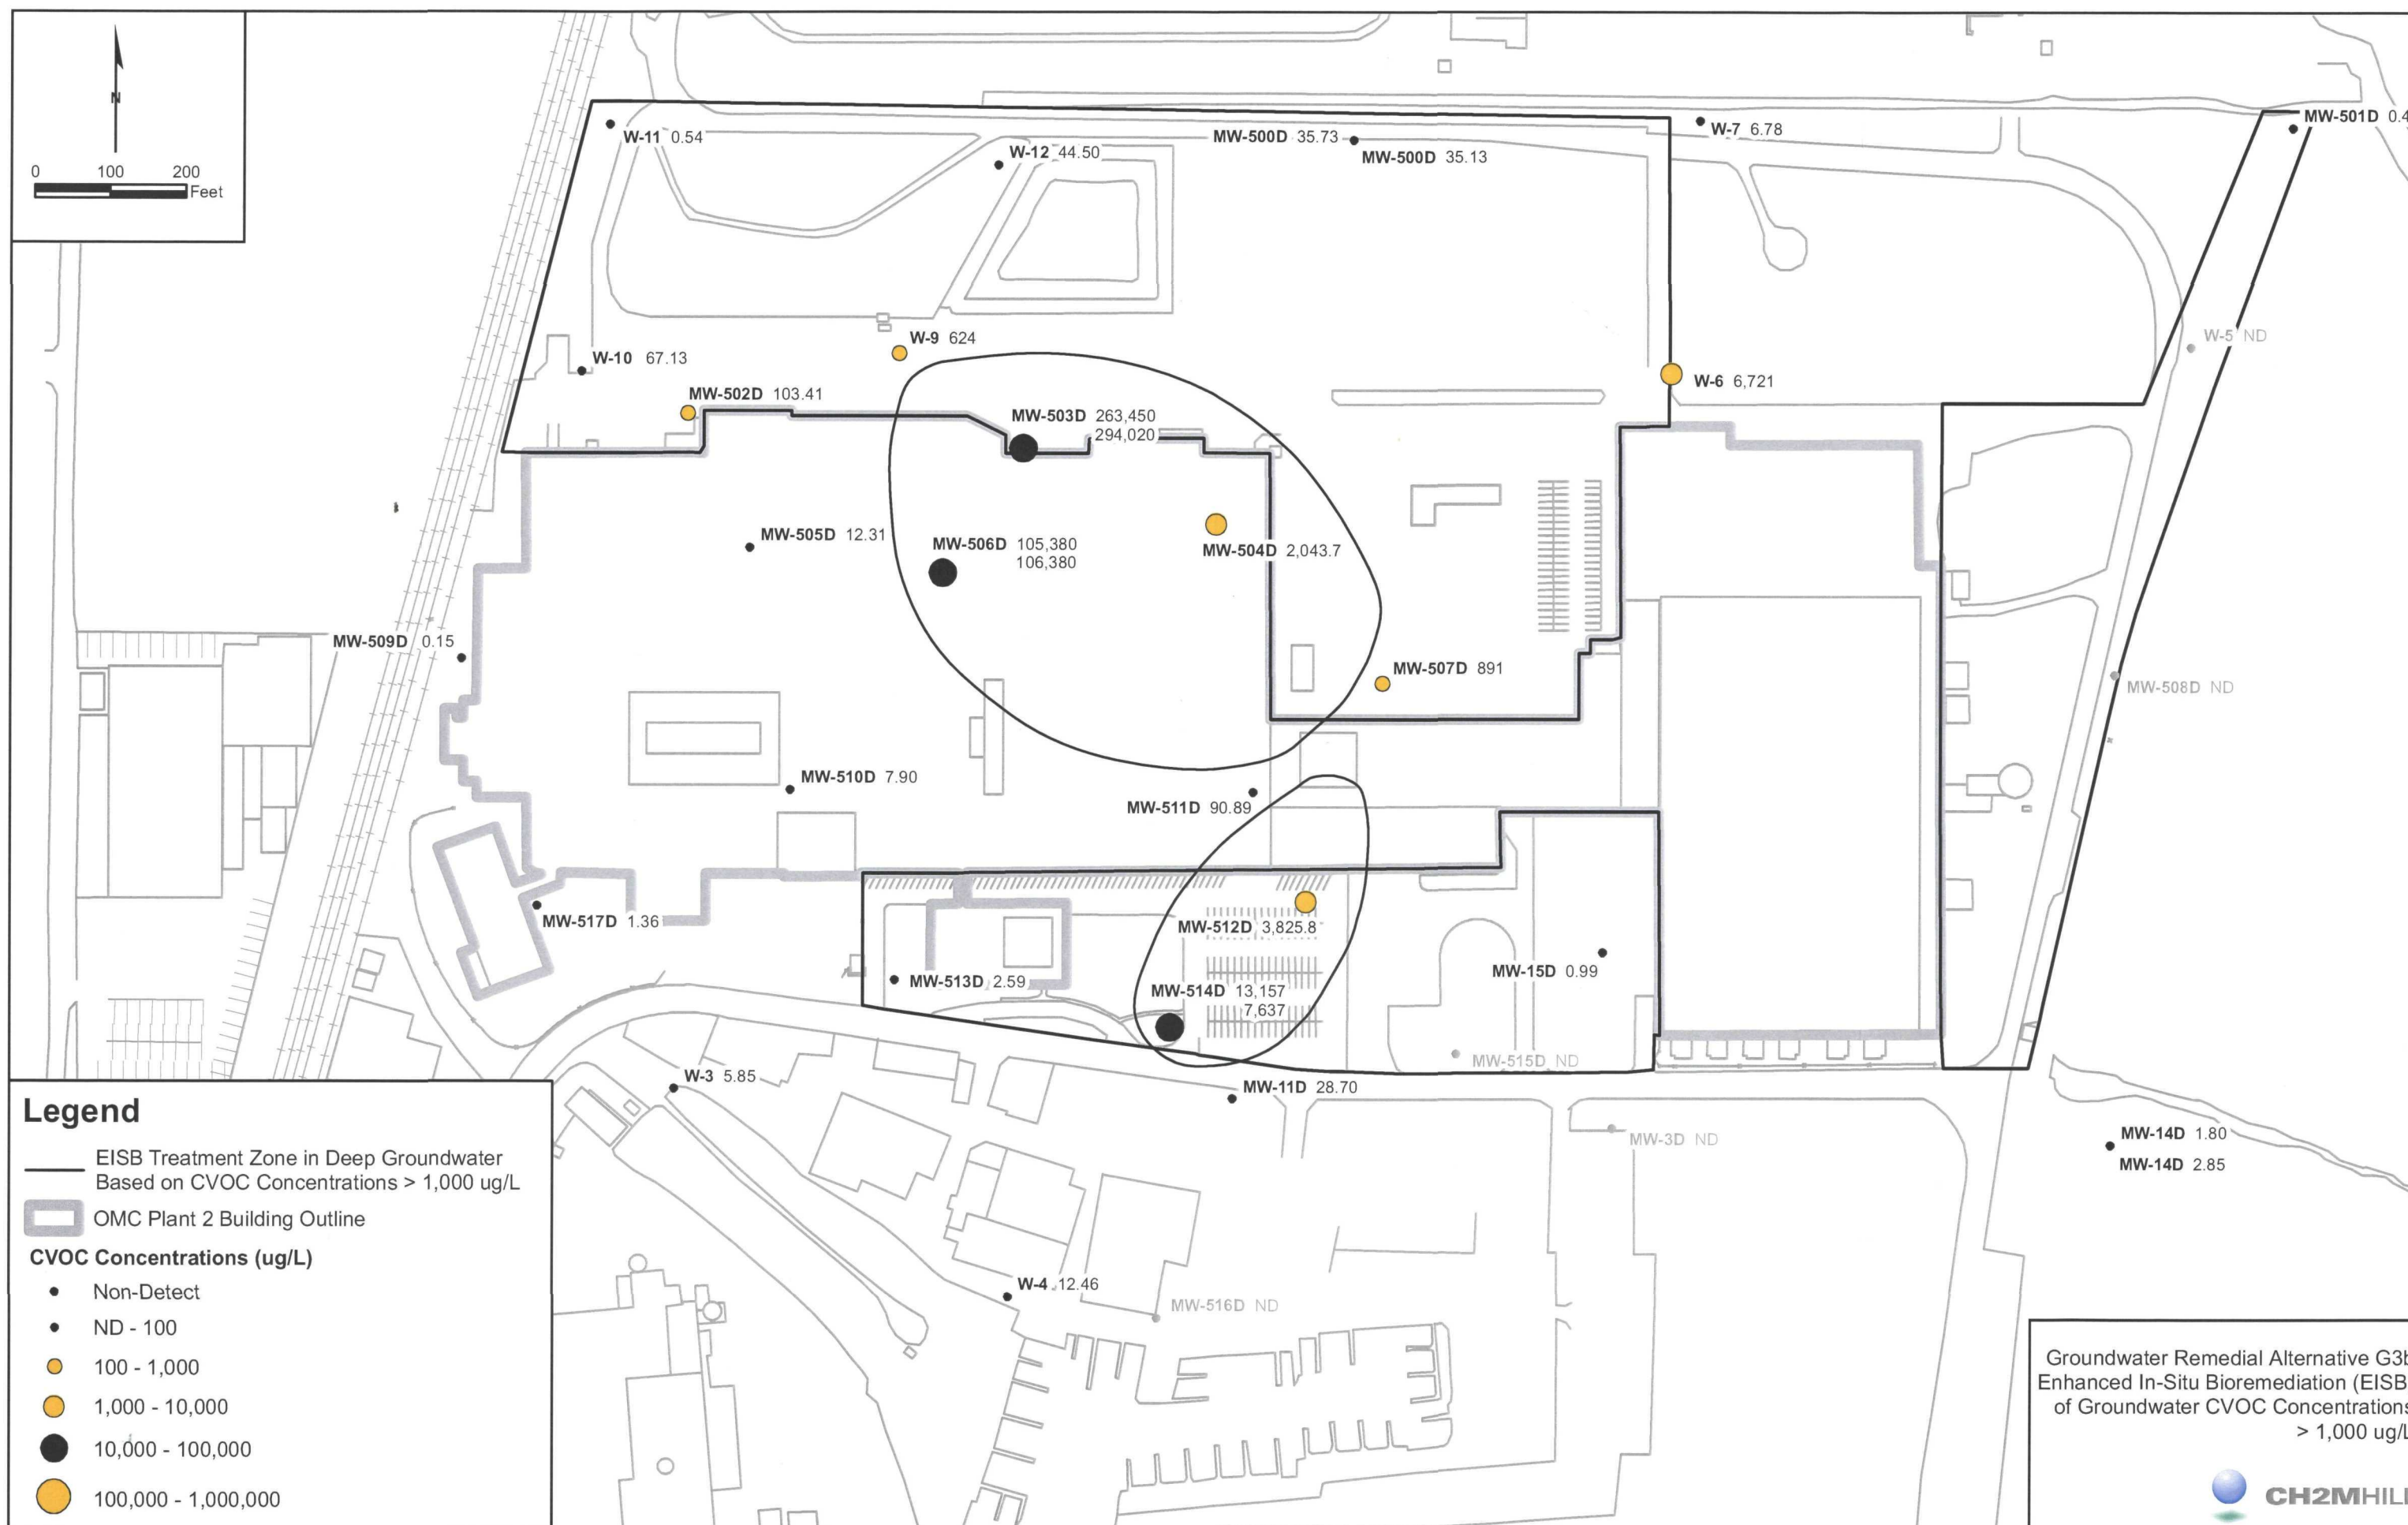 N
0 100 200
Feet
W-11 0.54
W-12 44.50
MW-500D 35.73
MW-500D 35.13
W-7 6.78
MW-501D 0.4
W-5 ND
W-9 624
W-10 67.13
MW-502D 103.41
W-6 6,721
MW-503D 263,450
294,020
MW-505D 12.31
MW-506D 105,380
106,380
MW-504D 2,043.7
MW-509D 0.15
MW-507D 891
MW-508D ND
MW-510D 7.90
MW-511D 90.89
MW-517D 1.36
MW-512D 3,825.8
MW-513D 2.59
MW-514D 13,157
7,637
MW-15D 0.99
MW-515D ND
W-3 5.85
MW-11D 28.70
MW-3D ND
MW-14D 1.80
MW-14D 2.85
W-4 12.46
MW-516D ND
Legend
EISB Treatment Zone in Deep Groundwater
Based on CVOC Concentrations > 1,000 ug/L
OMC Plant 2 Building Outline
CVOC Concentrations (ug/L)
Non-Detect
ND - 100
100 - 1,000
1,000 - 10,000
10,000 - 100,000
100,000 - 1,000,000
Groundwater Remedial Alternative G3b
Enhanced In-Situ Bioremediation (EISB
of Groundwater CVOC Concentrations
> 1,000 ug/L
CH2MHILL